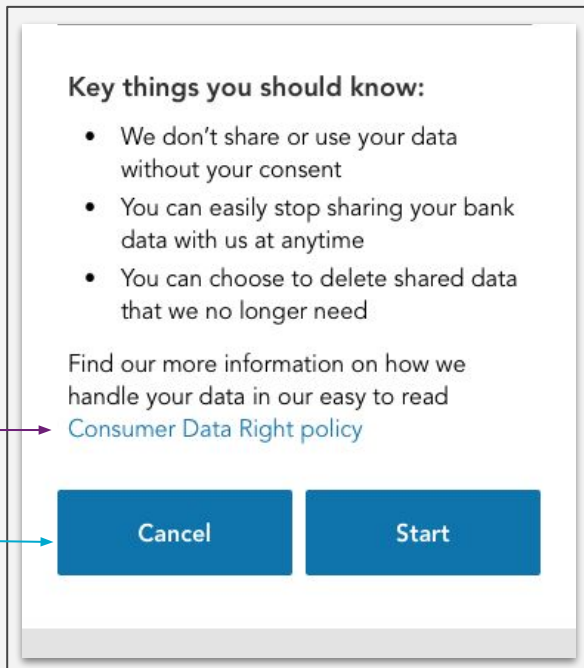 Key things you should know:
• We don't share or use your data
without your consent
• You can easily stop sharing your bank
data with us at anytime
• You can choose to delete shared data
that we no longer need
Find our more information on how we
handle your data in our easy to read
Consumer Data Right policy
Cancel Start